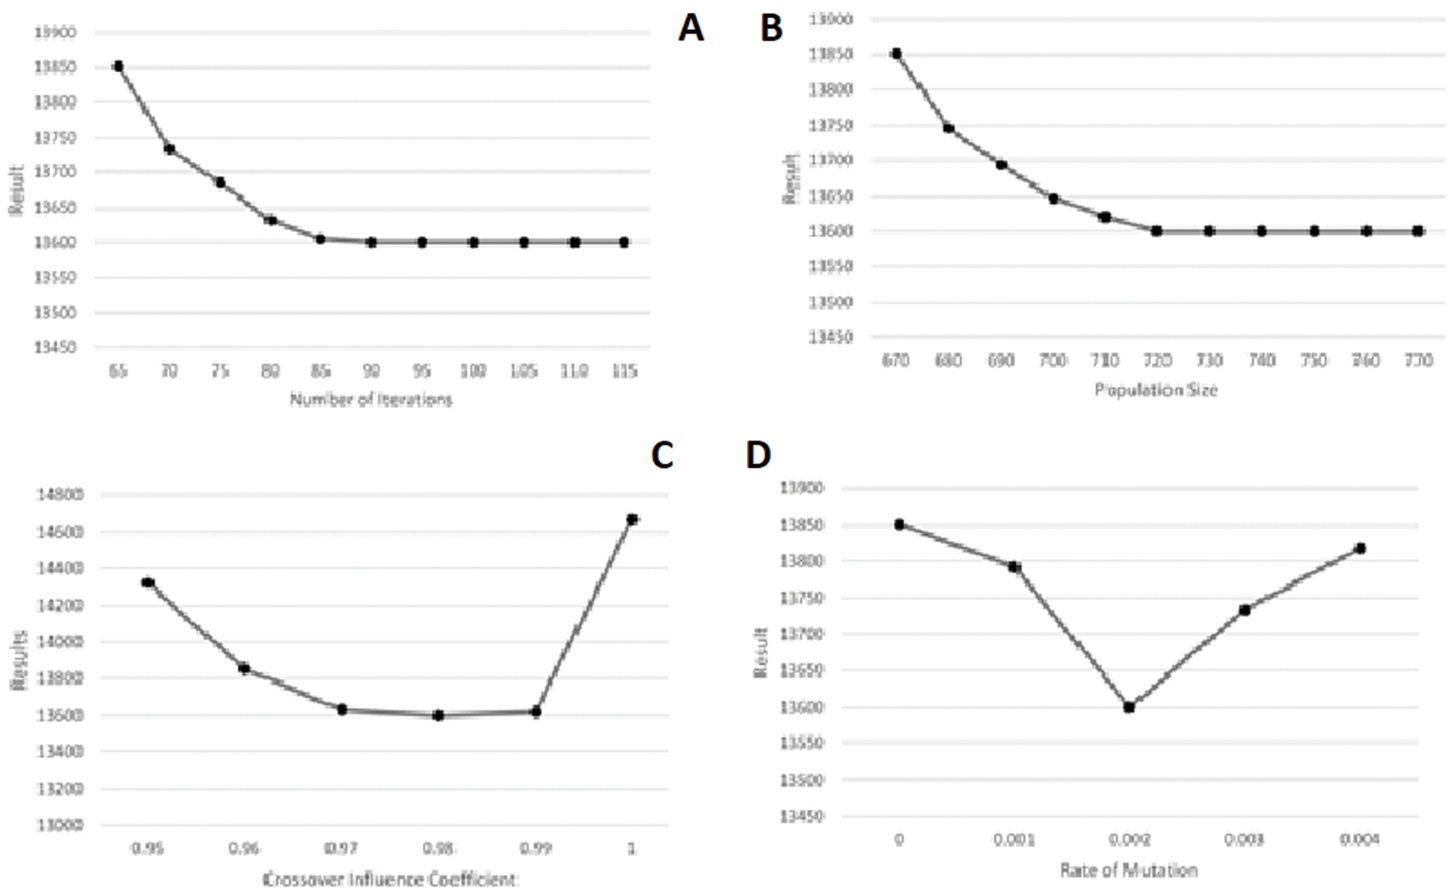 A
13900
13850
13800
13750
13700
13650
13600
13550
13500
13450
Result
65 70 75 80 85 90 95 100 105 110 115
Number of Iterations
B
13900
13850
13800
13750
13700
13650
13600
13550
13500
13450
Result
670 680 690 700 710 720 730 740 750 760 770
Population Size
C
14800
14600
14400
14200
14000
13800
13600
13400
13200
13000
Results
0.95 0.96 0.97 0.98 0.99 1
Crossover Influence Coefficient
D
13900
13850
13800
13750
13700
13650
13600
13550
13500
13450
Result
0 0.001 0.002 0.003 0.004
Rate of Mutation